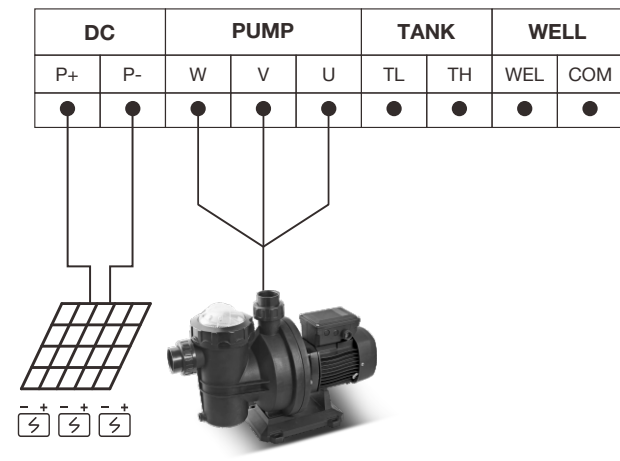 DC PUMP TANK WELL
P+ P- W V U TL TH WEL COM
- + - + - +